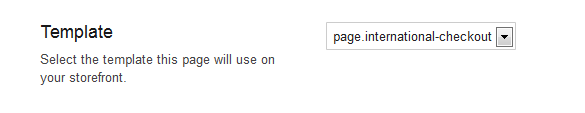 Template
Select the template this page will use on
your storefront.
page.international-checkout